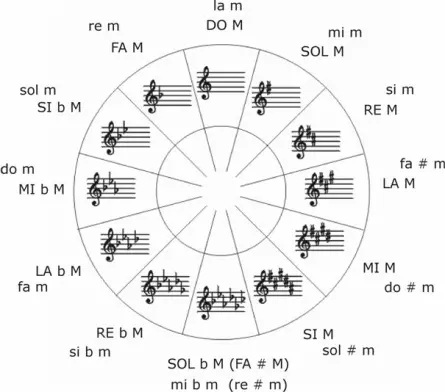 la m
DO M
mi m
SOL M
si m
RE M
fa # m
LA M
MI M
do # m
SI M
sol # m
SOL b M (FA # M)
mi b m (re # m)
RE b M
si b m
LA b M
fa m
do m
MI b M
sol m
SI b M
re m
FA M